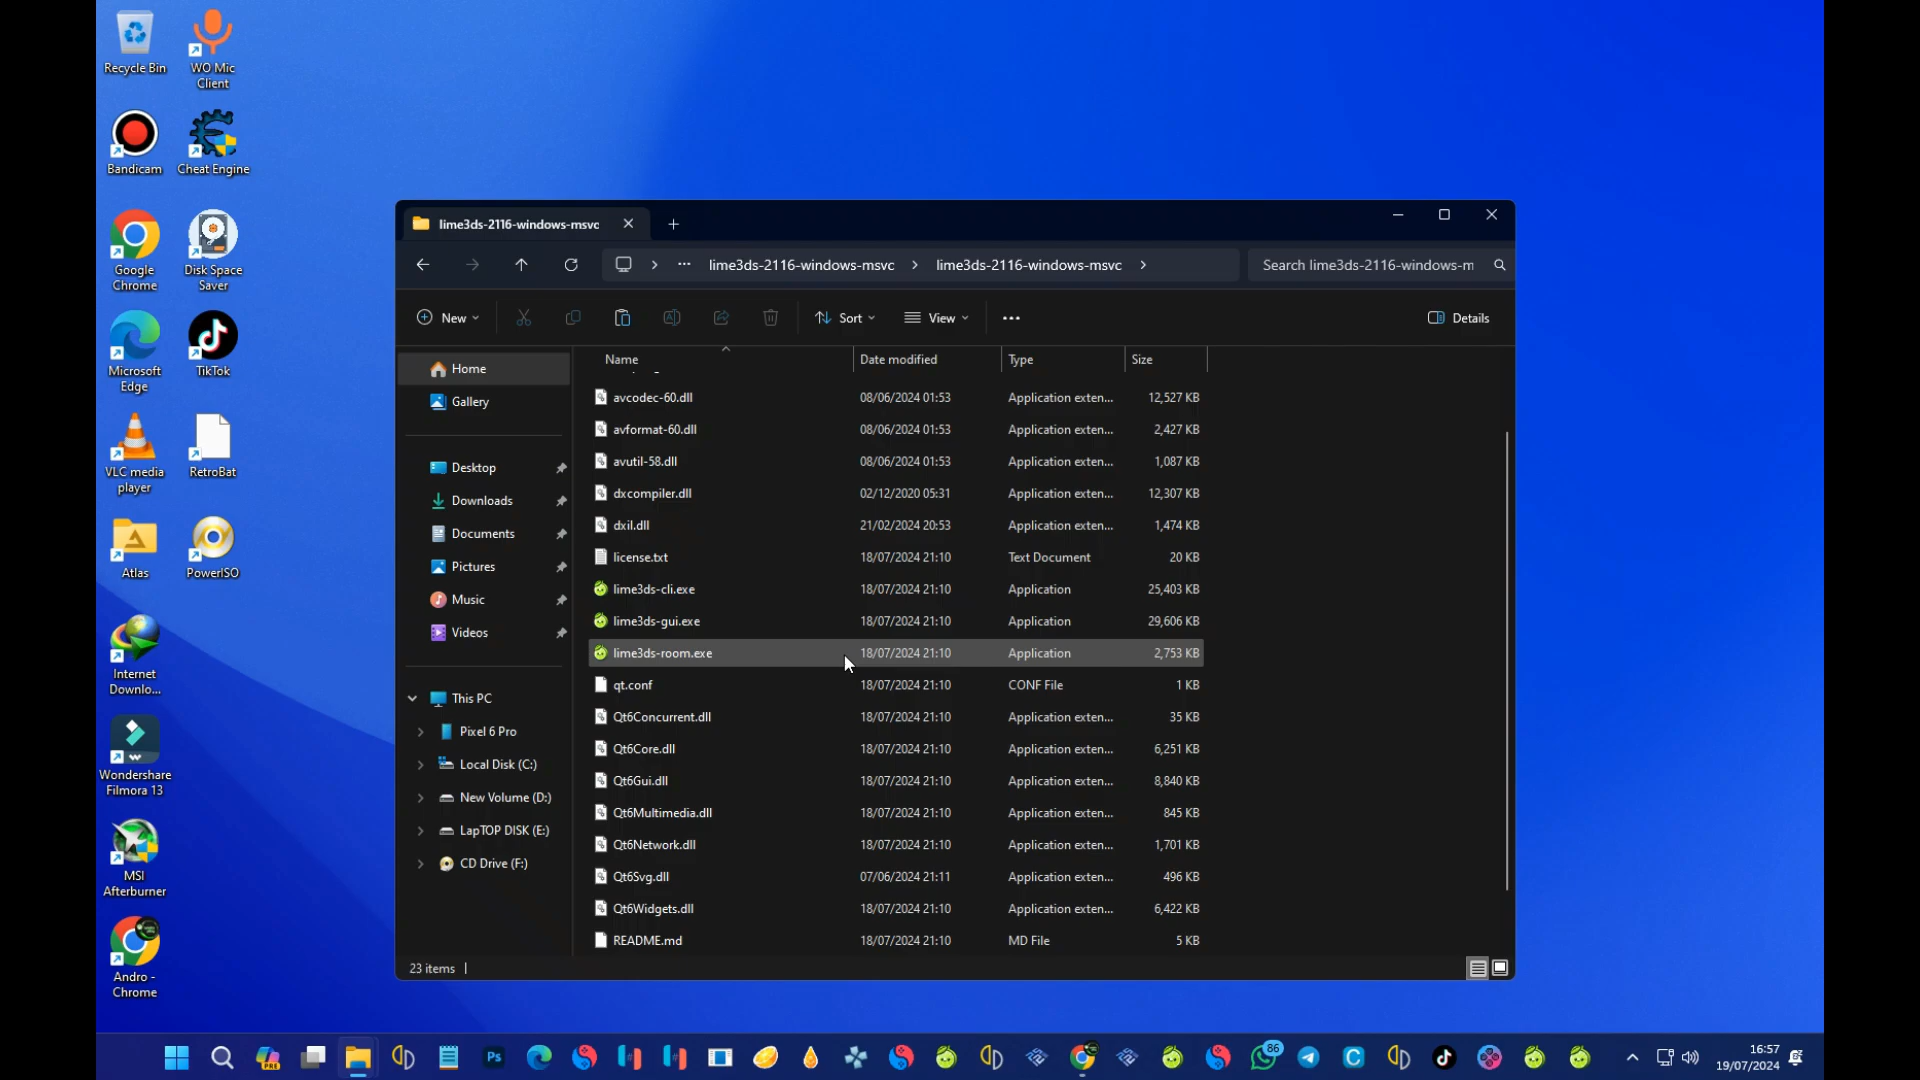 Recycle Bin
WO Mic
Client
Bandicam
Cheat Engine
Google
Chrome
Disk Space
Saver
Microsoft
Edge
TikTok
VLC media
player
RetroBat
Atlas
PowerISO
Internet
Downlo...
Wondershare
Filmora 13
MSI
Afterburner
Andro -
Chrome
lime3ds-2116-windows-msvc
lime3ds-2116-windows-msvc
lime3ds-2116-windows-msvc
Search lime3ds-2116-windows-m
New
Sort
View
Details
Home
Gallery
Desktop
Downloads
Documents
Pictures
Music
Videos
This PC
Pixel 6 Pro
Local Disk (C:)
New Volume (D:)
LapTOP DISK (E:)
CD Drive (F:)
Name Date modified Type Size
avcodec-60.dll 08/06/2024 01:53 Application exten... 12,527 KB
avformat-60.dll 08/06/2024 01:53 Application exten... 2,427 KB
avutil-58.dll 08/06/2024 01:53 Application exten... 1,087 KB
dxcompiler.dll 02/12/2020 05:31 Application exten... 12,307 KB
dxil.dll 21/02/2024 20:53 Application exten... 1,474 KB
license.txt 18/07/2024 21:10 Text Document 20 KB
lime3ds-cli.exe 18/07/2024 21:10 Application 25,403 KB
lime3ds-gui.exe 18/07/2024 21:10 Application 29,606 KB
lime3ds-room.exe 18/07/2024 21:10 Application 2,753 KB
qt.conf 18/07/2024 21:10 CONF File 1 KB
Qt6Concurrent.dll 18/07/2024 21:10 Application exten... 35 KB
Qt6Core.dll 18/07/2024 21:10 Application exten... 6,251 KB
Qt6Gui.dll 18/07/2024 21:10 Application exten... 8,840 KB
Qt6Multimedia.dll 18/07/2024 21:10 Application exten... 845 KB
Qt6Network.dll 18/07/2024 21:10 Application exten... 1,701 KB
Qt6Svg.dll 07/06/2024 21:11 Application exten... 496 KB
Qt6Widgets.dll 18/07/2024 21:10 Application exten... 6,422 KB
README.md 18/07/2024 21:10 MD File 5 KB
23 items
PRE
Ps
86
C
16:57
19/07/2024